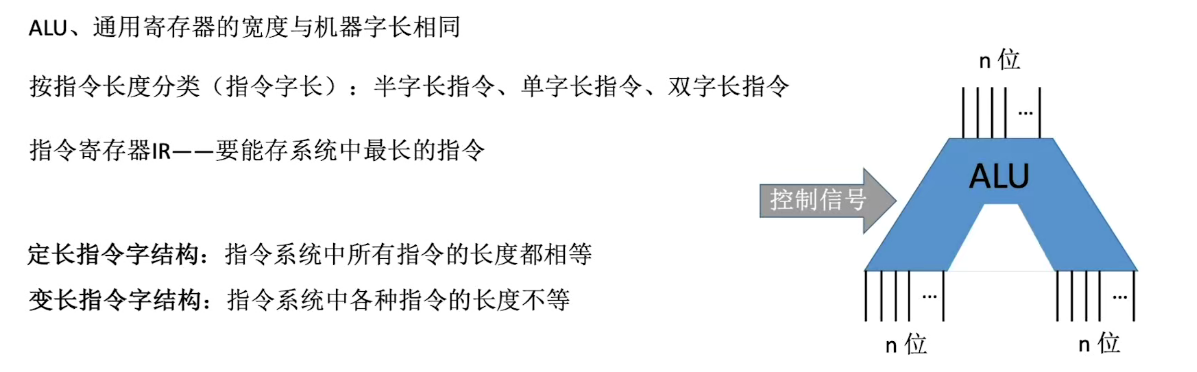 ALU、通用寄存器的宽度与机器字长相同
按指令长度分类（指令字长）：半字长指令、单字长指令、双字长指令
指令寄存器IR——要能存系统中最长的指令
定长指令字结构：指令系统中所有指令的长度都相等
变长指令字结构：指令系统中各种指令的长度不等
n 位
...
ALU
控制信号
...
...
n 位
n 位